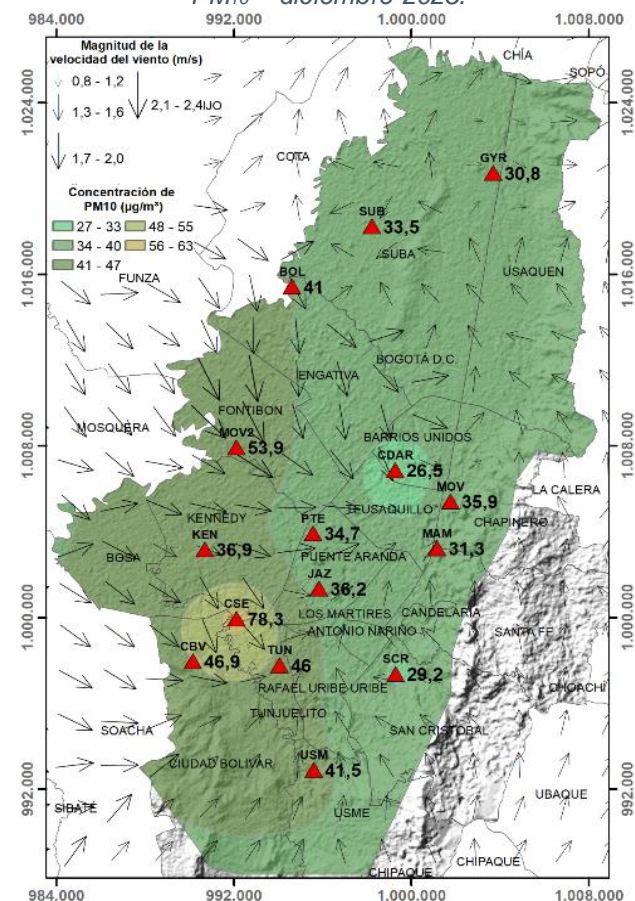 PM₁₀ – diciembre 2023.
984.000 992.000 1.000.000 1.008.000
Magnitud de la
velocidad del viento (m/s)
0,8 - 1,2
1,3 - 1,6
2,1 - 2,4IJO
1,7 - 2,0
Concentración de
PM10 (µg/m³)
27 - 33 48 - 55
34 - 40 56 - 63
41 - 47
CHÍA
SOPÓ
1.024.000 1.024.000
COTA
GYR
30,8
SUB
33,5
SUBA
USAQUEN
BOL
41
FUNZA
1.016.000 1.016.000
BOGOTÁ D.C.
ENGATIVA
FONTIBON
MOSQUERA
MOV2
53,9
BARRIOS UNIDOS
CDAR
26,5
1.008.000 1.008.000
LA CALERA
MOV
35,9
TEUSAQUILLO
CHAPINERO
KENNEDY
KEN
36,9
PTE
34,7
MAM
31,3
BOSA
PUENTE ARANDA
JAZ
36,2
CSE
78,3
LOS MARTIRES
CANDELARIA
ANTONIO NARIÑO
SANTA FE
1.000.000 1.000.000
CBV
46,9
TUN
46
SCR
29,2
RAFAEL URIBE URIBE
CHOACHÍ
TUNJUELITO
SOACHA
SAN CRISTOBAL
CIUDAD BOLIVAR
USM
41,5
USME
UBAQUE
SIBATÉ
992.000 992.000
CHIPAQUE
CHIPAQUE
984.000 992.000 1.000.000 1.008.000